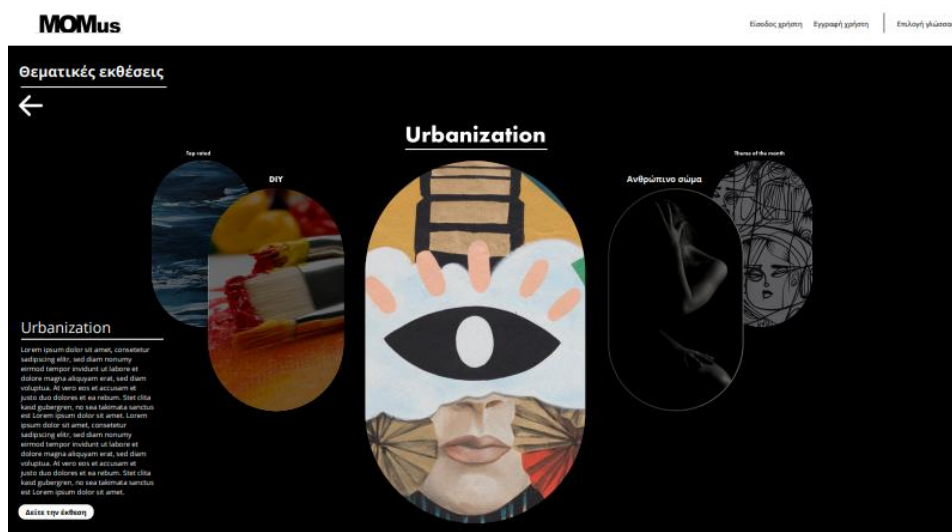 MOMus
Είσοδος χρήστη Εγγραφή χρήστη Επιλογή γλώσσα
Θεματικές εκθέσεις
Urbanization
Top rated
Theme of the month
DIY
Ανθρώπινο σώμα
Urbanization
Lorem ipsum dolor sit amet, consetetur
sadipscing elitr, sed diam nonumy
eirmod tempor invidunt ut labore et
dolore magna aliquyam erat, sed diam
voluptua. At vero eos et accusam et
justo duo dolores et ea rebum. Stet clita
kasd gubergren, no sea takimata sanctus
est Lorem ipsum dolor sit amet. Lorem
ipsum dolor sit amet, consetetur
sadipscing elitr, sed diam nonumy
eirmod tempor invidunt ut labore et
dolore magna aliquyam erat, sed diam
voluptua. At vero eos et accusam et
justo duo dolores et ea rebum. Stet clita
kasd gubergren, no sea takimata sanctus
est Lorem ipsum dolor sit amet.
Δείτε την έκθεση